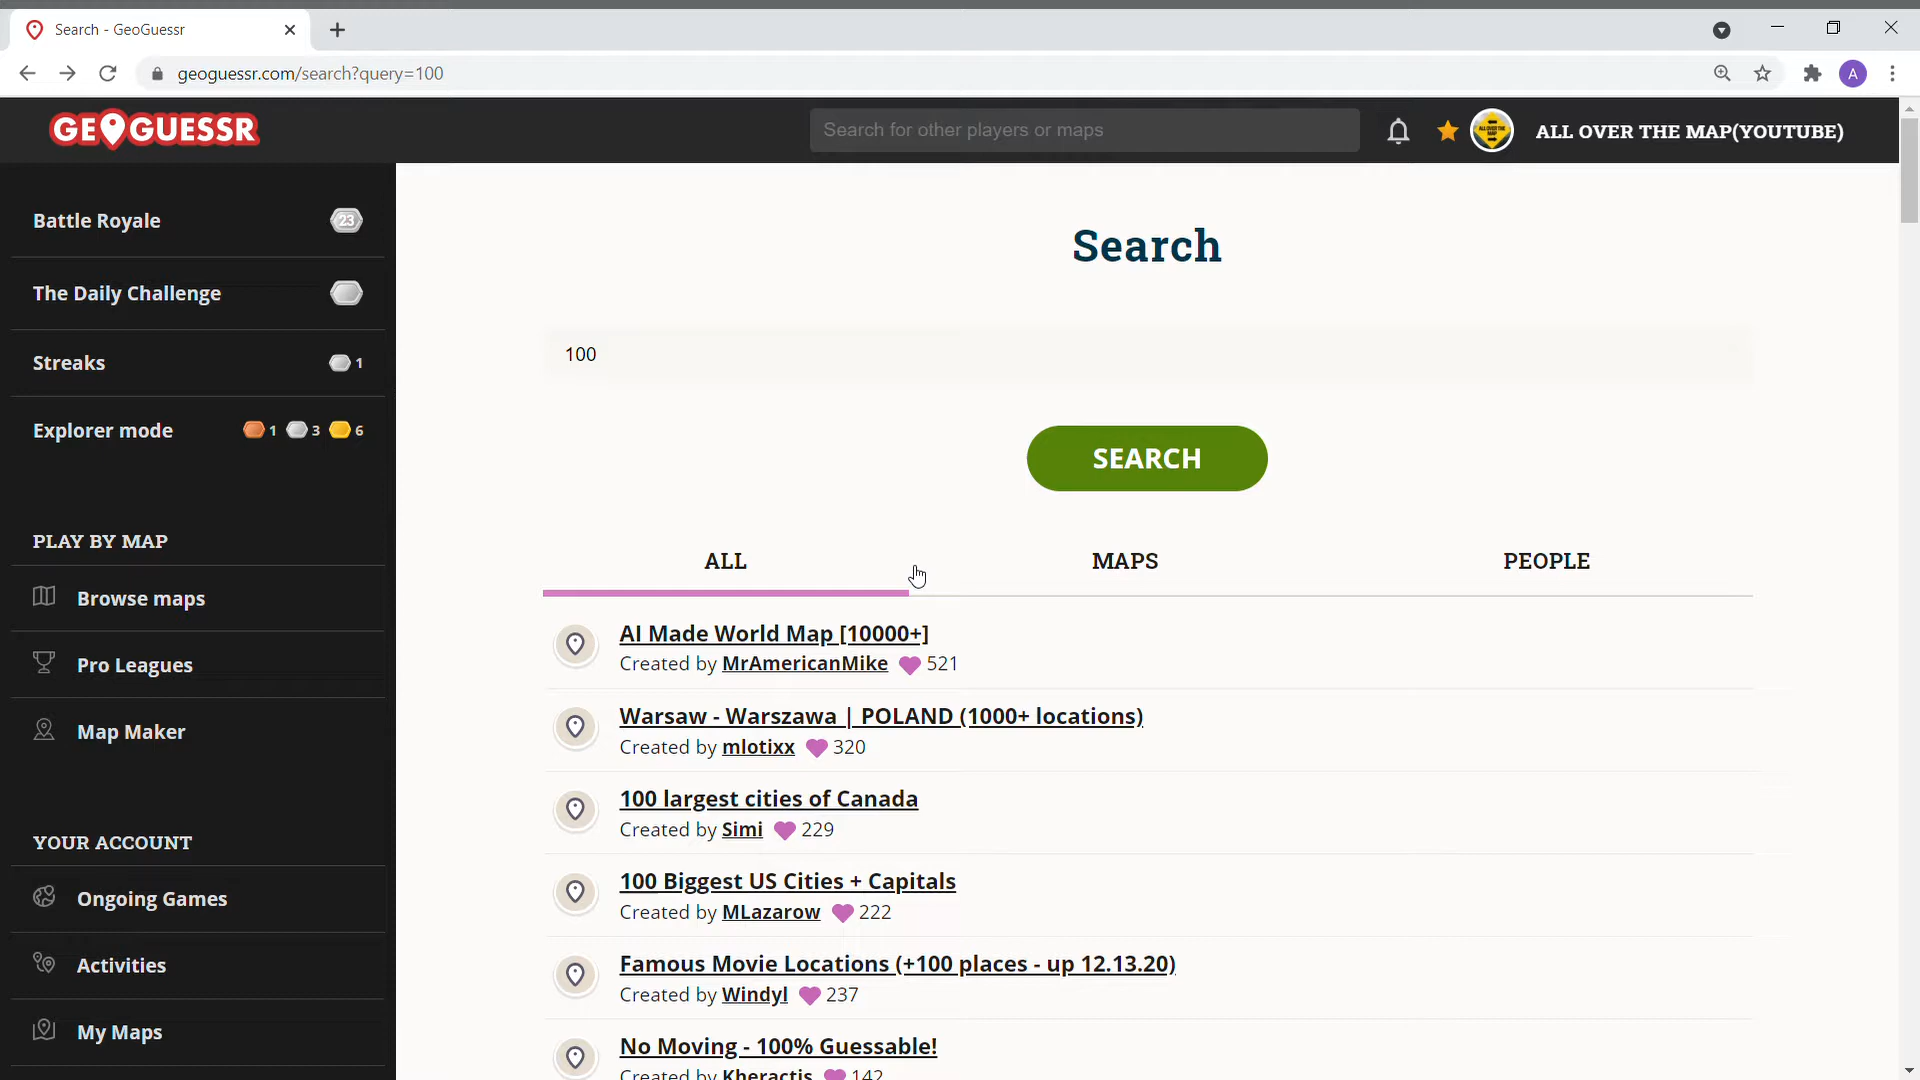 Search - GeoGuessr
geoguessr.com/search?query=100
A
GEOGUESSR
Search for other players or maps
ALL OVER THE MAP(YOUTUBE)
Battle Royale 23
The Daily Challenge
Streaks 1
Explorer mode 1 3 6
PLAY BY MAP
Browse maps
Pro Leagues
Map Maker
YOUR ACCOUNT
Ongoing Games
Activities
My Maps
Search
100
SEARCH
ALL MAPS PEOPLE
AI Made World Map [10000+]
Created by MrAmericanMike 521
Warsaw - Warszawa | POLAND (1000+ locations)
Created by mlotixx 320
100 largest cities of Canada
Created by Simi 229
100 Biggest US Cities + Capitals
Created by MLazarow 222
Famous Movie Locations (+100 places - up 12.13.20)
Created by Windyl 237
No Moving - 100% Guessable!
Created by Kheractis 142